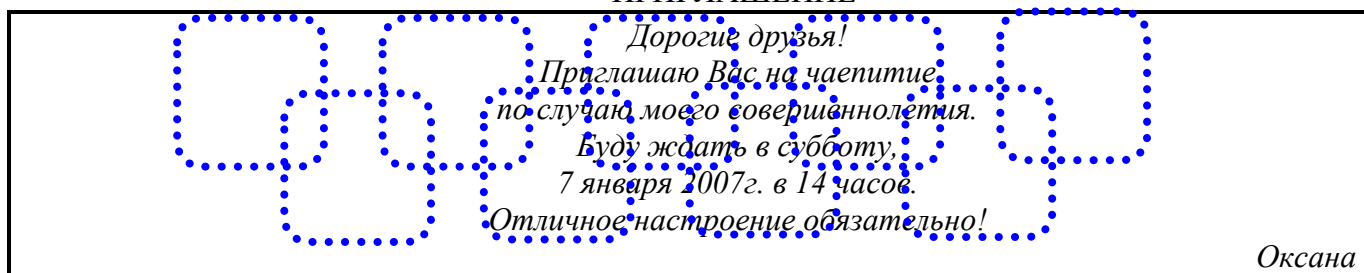 ПРИГЛАШЕНИЕ
Дорогие друзья!
Приглашаю Вас на чаепитие
по случаю моего совершеннолетия.
Буду ждать в субботу,
7 января 2007г. в 14 часов.
Отличное настроение обязательно!
Оксана